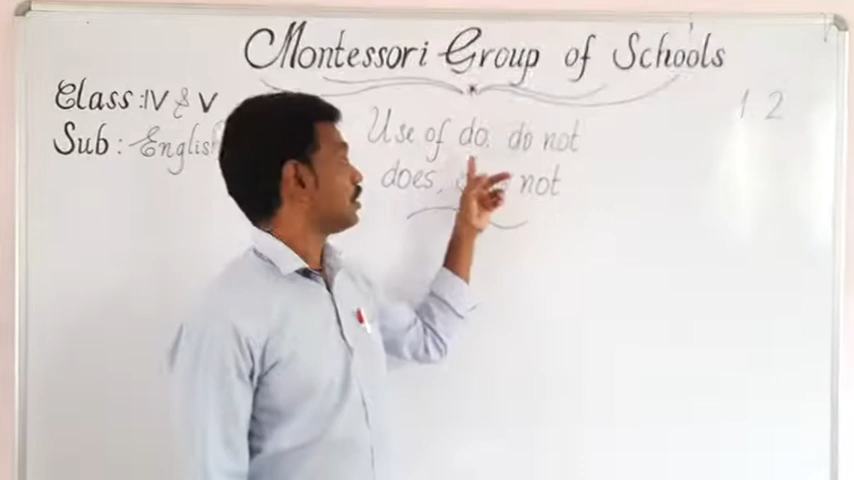 Montessori Group of Schools
Class : IV & V
Sub : English
1.2
Use of do, do not
does, not